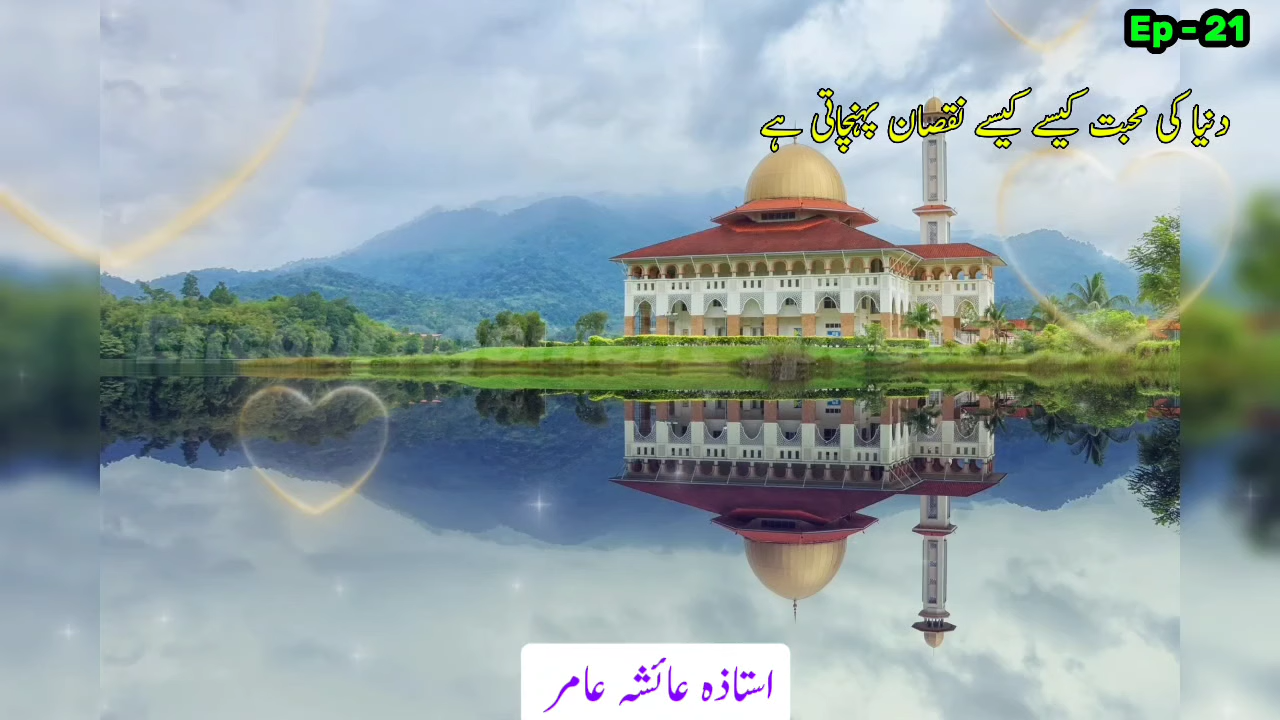 Ep - 21
دنیا کی محبت کیسے کیسے نقصان پہنچاتی ہے
استاذہ عائشہ عامر